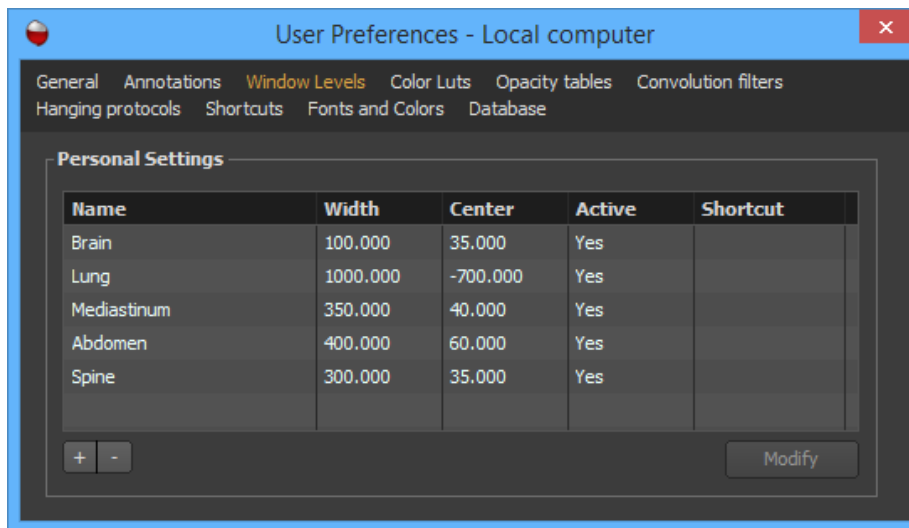 User Preferences - Local computer
General Annotations Window Levels Color Luts Opacity tables Convolution filters
Hanging protocols Shortcuts Fonts and Colors Database
Personal Settings
Name Width Center Active Shortcut
Brain 100.000 35.000 Yes
Lung 1000.000 -700.000 Yes
Mediastinum 350.000 40.000 Yes
Abdomen 400.000 60.000 Yes
Spine 300.000 35.000 Yes
+ - Modify